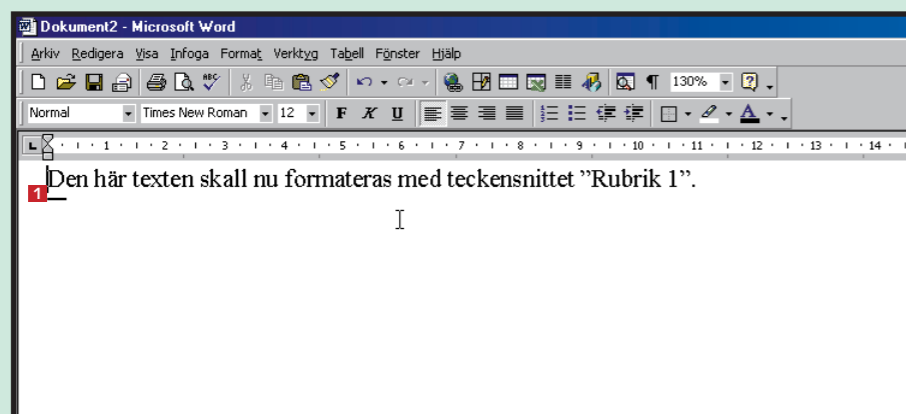 Dokument2 - Microsoft Word
Arkiv Redigera Visa Infoga Format Verktyg Tabell Fönster Hjälp
ABC 130%
Normal Times New Roman 12 F K U A
1 2 3 4 5 6 7 8 9 10 11 12 13 14
Den här texten skall nu formateras med teckensnittet ”Rubrik 1”.
1